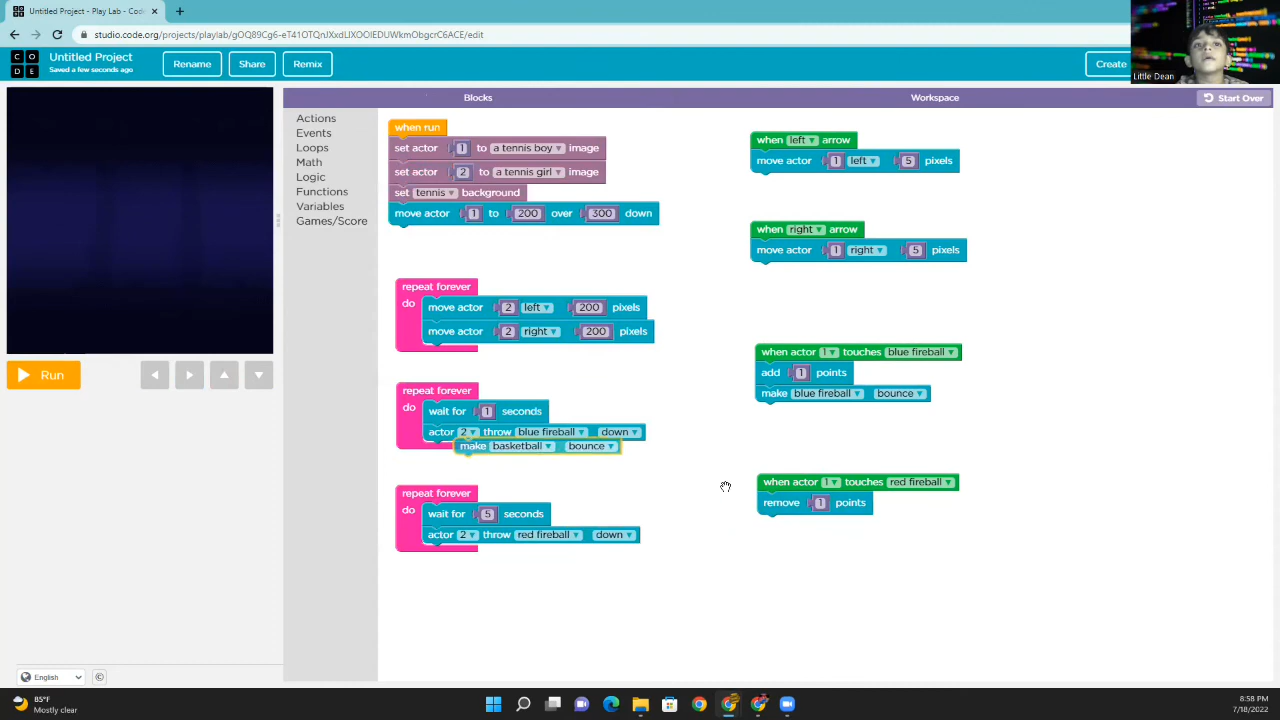 Untitled Project - Play Lab - Code
studio.code.org/projects/playlab/
CODE
Untitled Project
Saved a few seconds ago
Rename
Share
Remix
Create
Little Dean
Blocks
Workspace
Start Over
Actions
Events
Loops
Math
Logic
Functions
Variables
Games/Score
when run
set actor 1 to a tennis boy image
set actor 2 to a tennis girl image
set tennis background
move actor 1 to 200 over 300 down
repeat forever
do move actor 2 left 200 pixels
move actor 2 right 200 pixels
repeat forever
do wait for 1 seconds
actor 2 throw blue fireball down
make basketball bounce
repeat forever
do wait for 5 seconds
actor 2 throw red fireball down
when left arrow
move actor 1 left 5 pixels
when right arrow
move actor 1 right 5 pixels
when actor 1 touches blue fireball
add 1 points
make blue fireball bounce
when actor 1 touches red fireball
remove 1 points
Run
English
©
85°F
Mostly clear
8:58 PM
7/18/2022